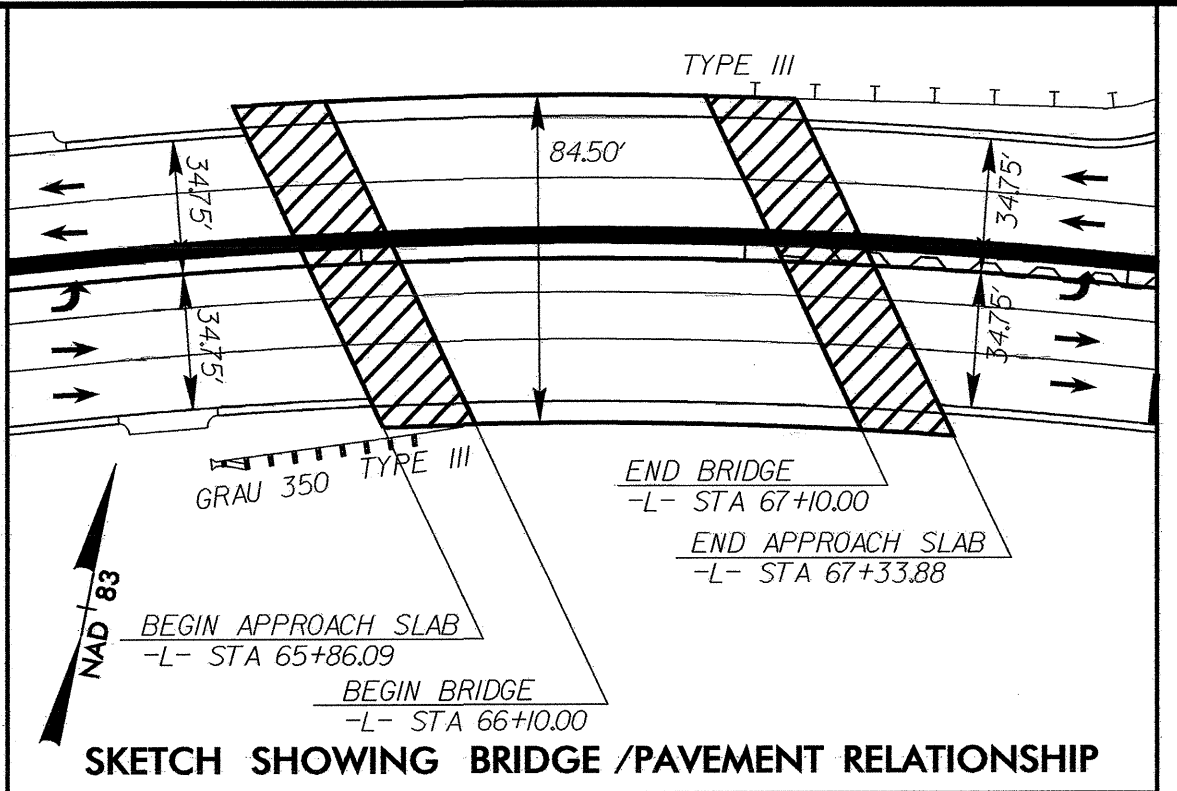 TYPE III
84.50'
34.75'
34.75'
34.75'
34.75'
GRAU 350 TYPE III
END BRIDGE
-L- STA 67+10.00
END APPROACH SLAB
-L- STA 67+33.88
NAD 83
BEGIN APPROACH SLAB
-L- STA 65+86.09
BEGIN BRIDGE
-L- STA 66+10.00
SKETCH SHOWING BRIDGE /PAVEMENT RELATIONSHIP